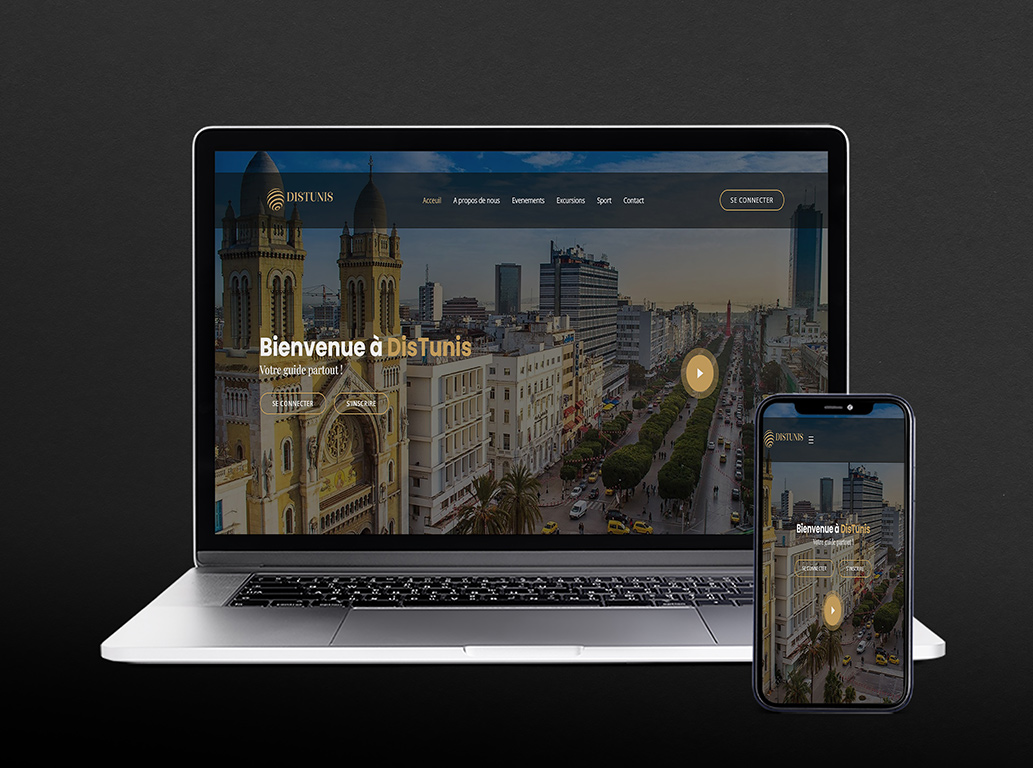 DISTUNIS
Acceuil A propos de nous Evenements Excursions Sport Contact
SE CONNECTER
Bienvenue à DisTunis
Votre guide partout !
SE CONNECTER S'INSCRIRE
DISTUNIS
Bienvenue à DisTunis
Votre guide partout !
SE CONNECTER S'INSCRIRE